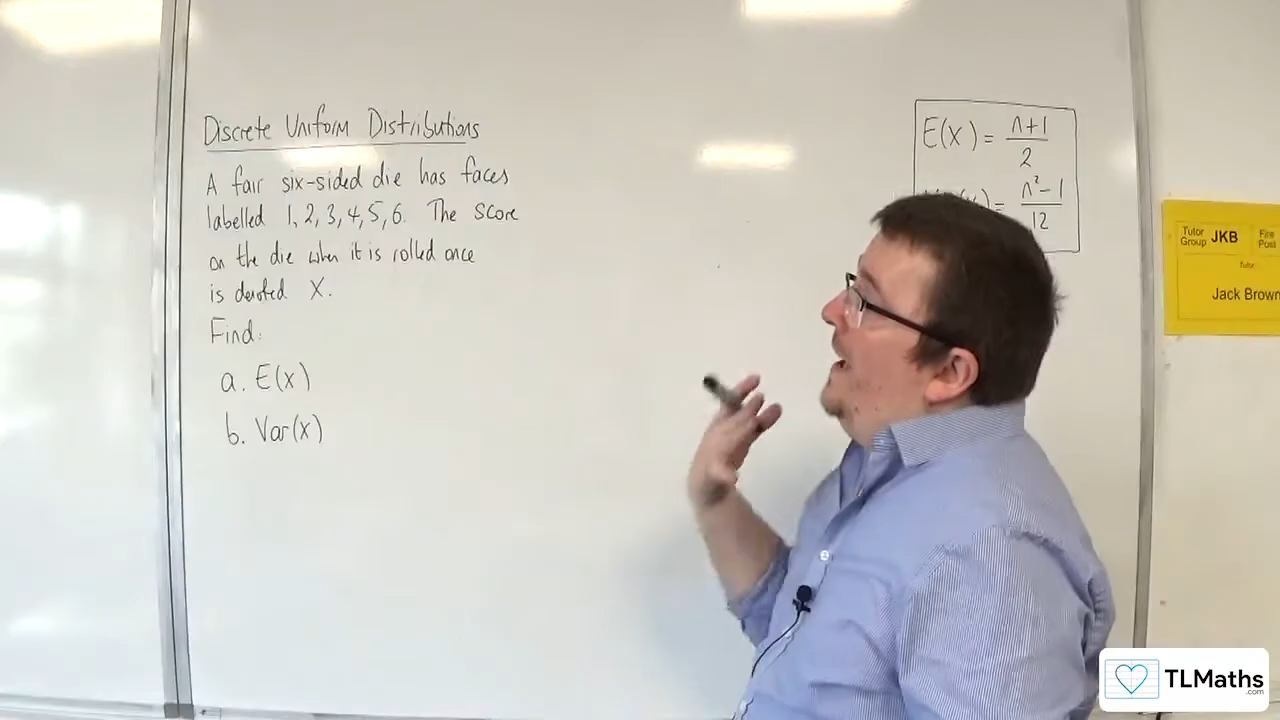 Discrete Uniform Distributions
A fair six-sided die has faces
labelled 1, 2, 3, 4, 5, 6. The score
on the die when it is rolled once
is denoted X.
Find:
a. E(X)
b. Var(X)
E(X) = n+1 / 2
= n² - 1 / 12
Tutor Group JKB Fire Post
Tutor
Jack Brown
TLMaths
.com